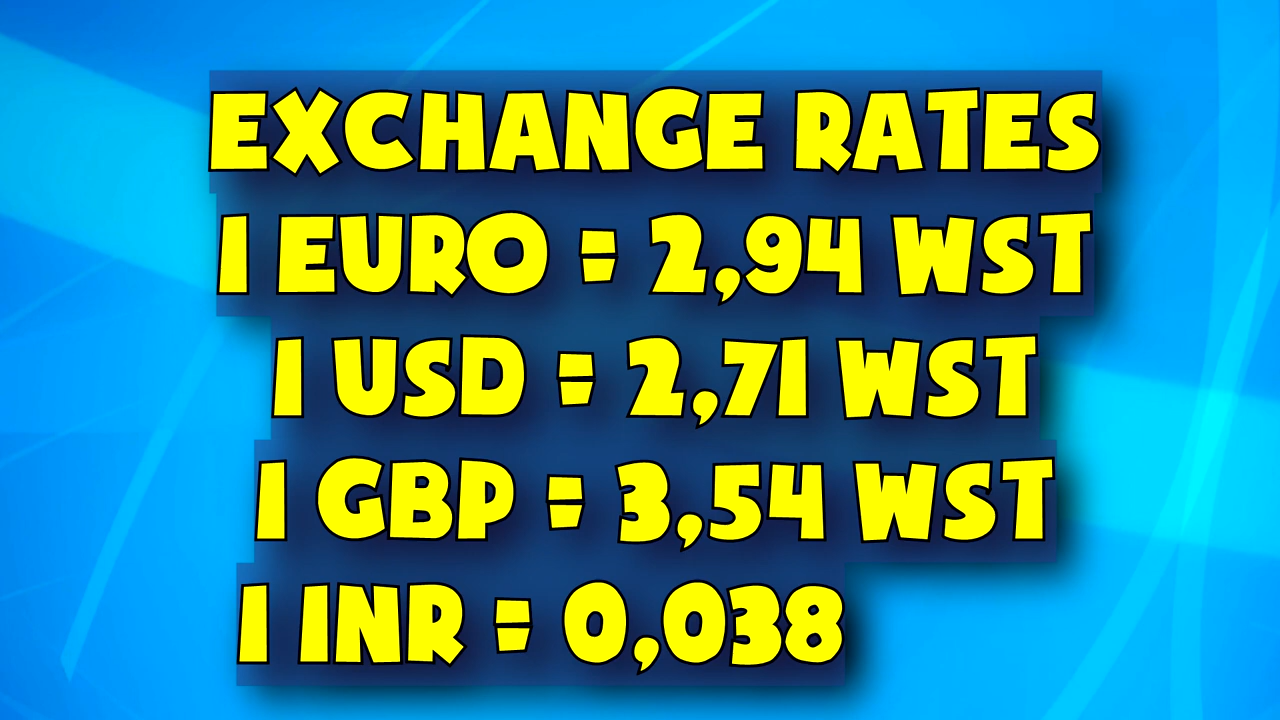 EXCHANGE RATES
1 EURO = 2,94 WST
1 USD = 2,71 WST
1 GBP = 3,54 WST
1 INR = 0,038